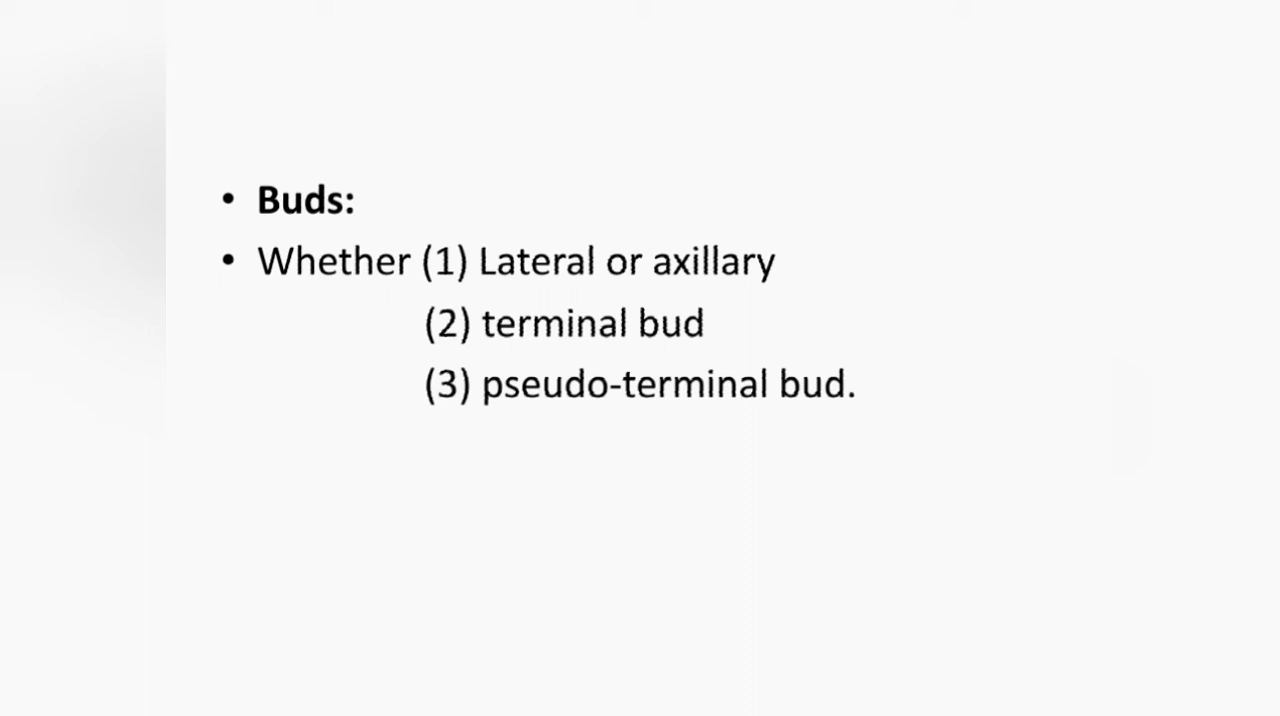 • Buds:
• Whether (1) Lateral or axillary
(2) terminal bud
(3) pseudo-terminal bud.